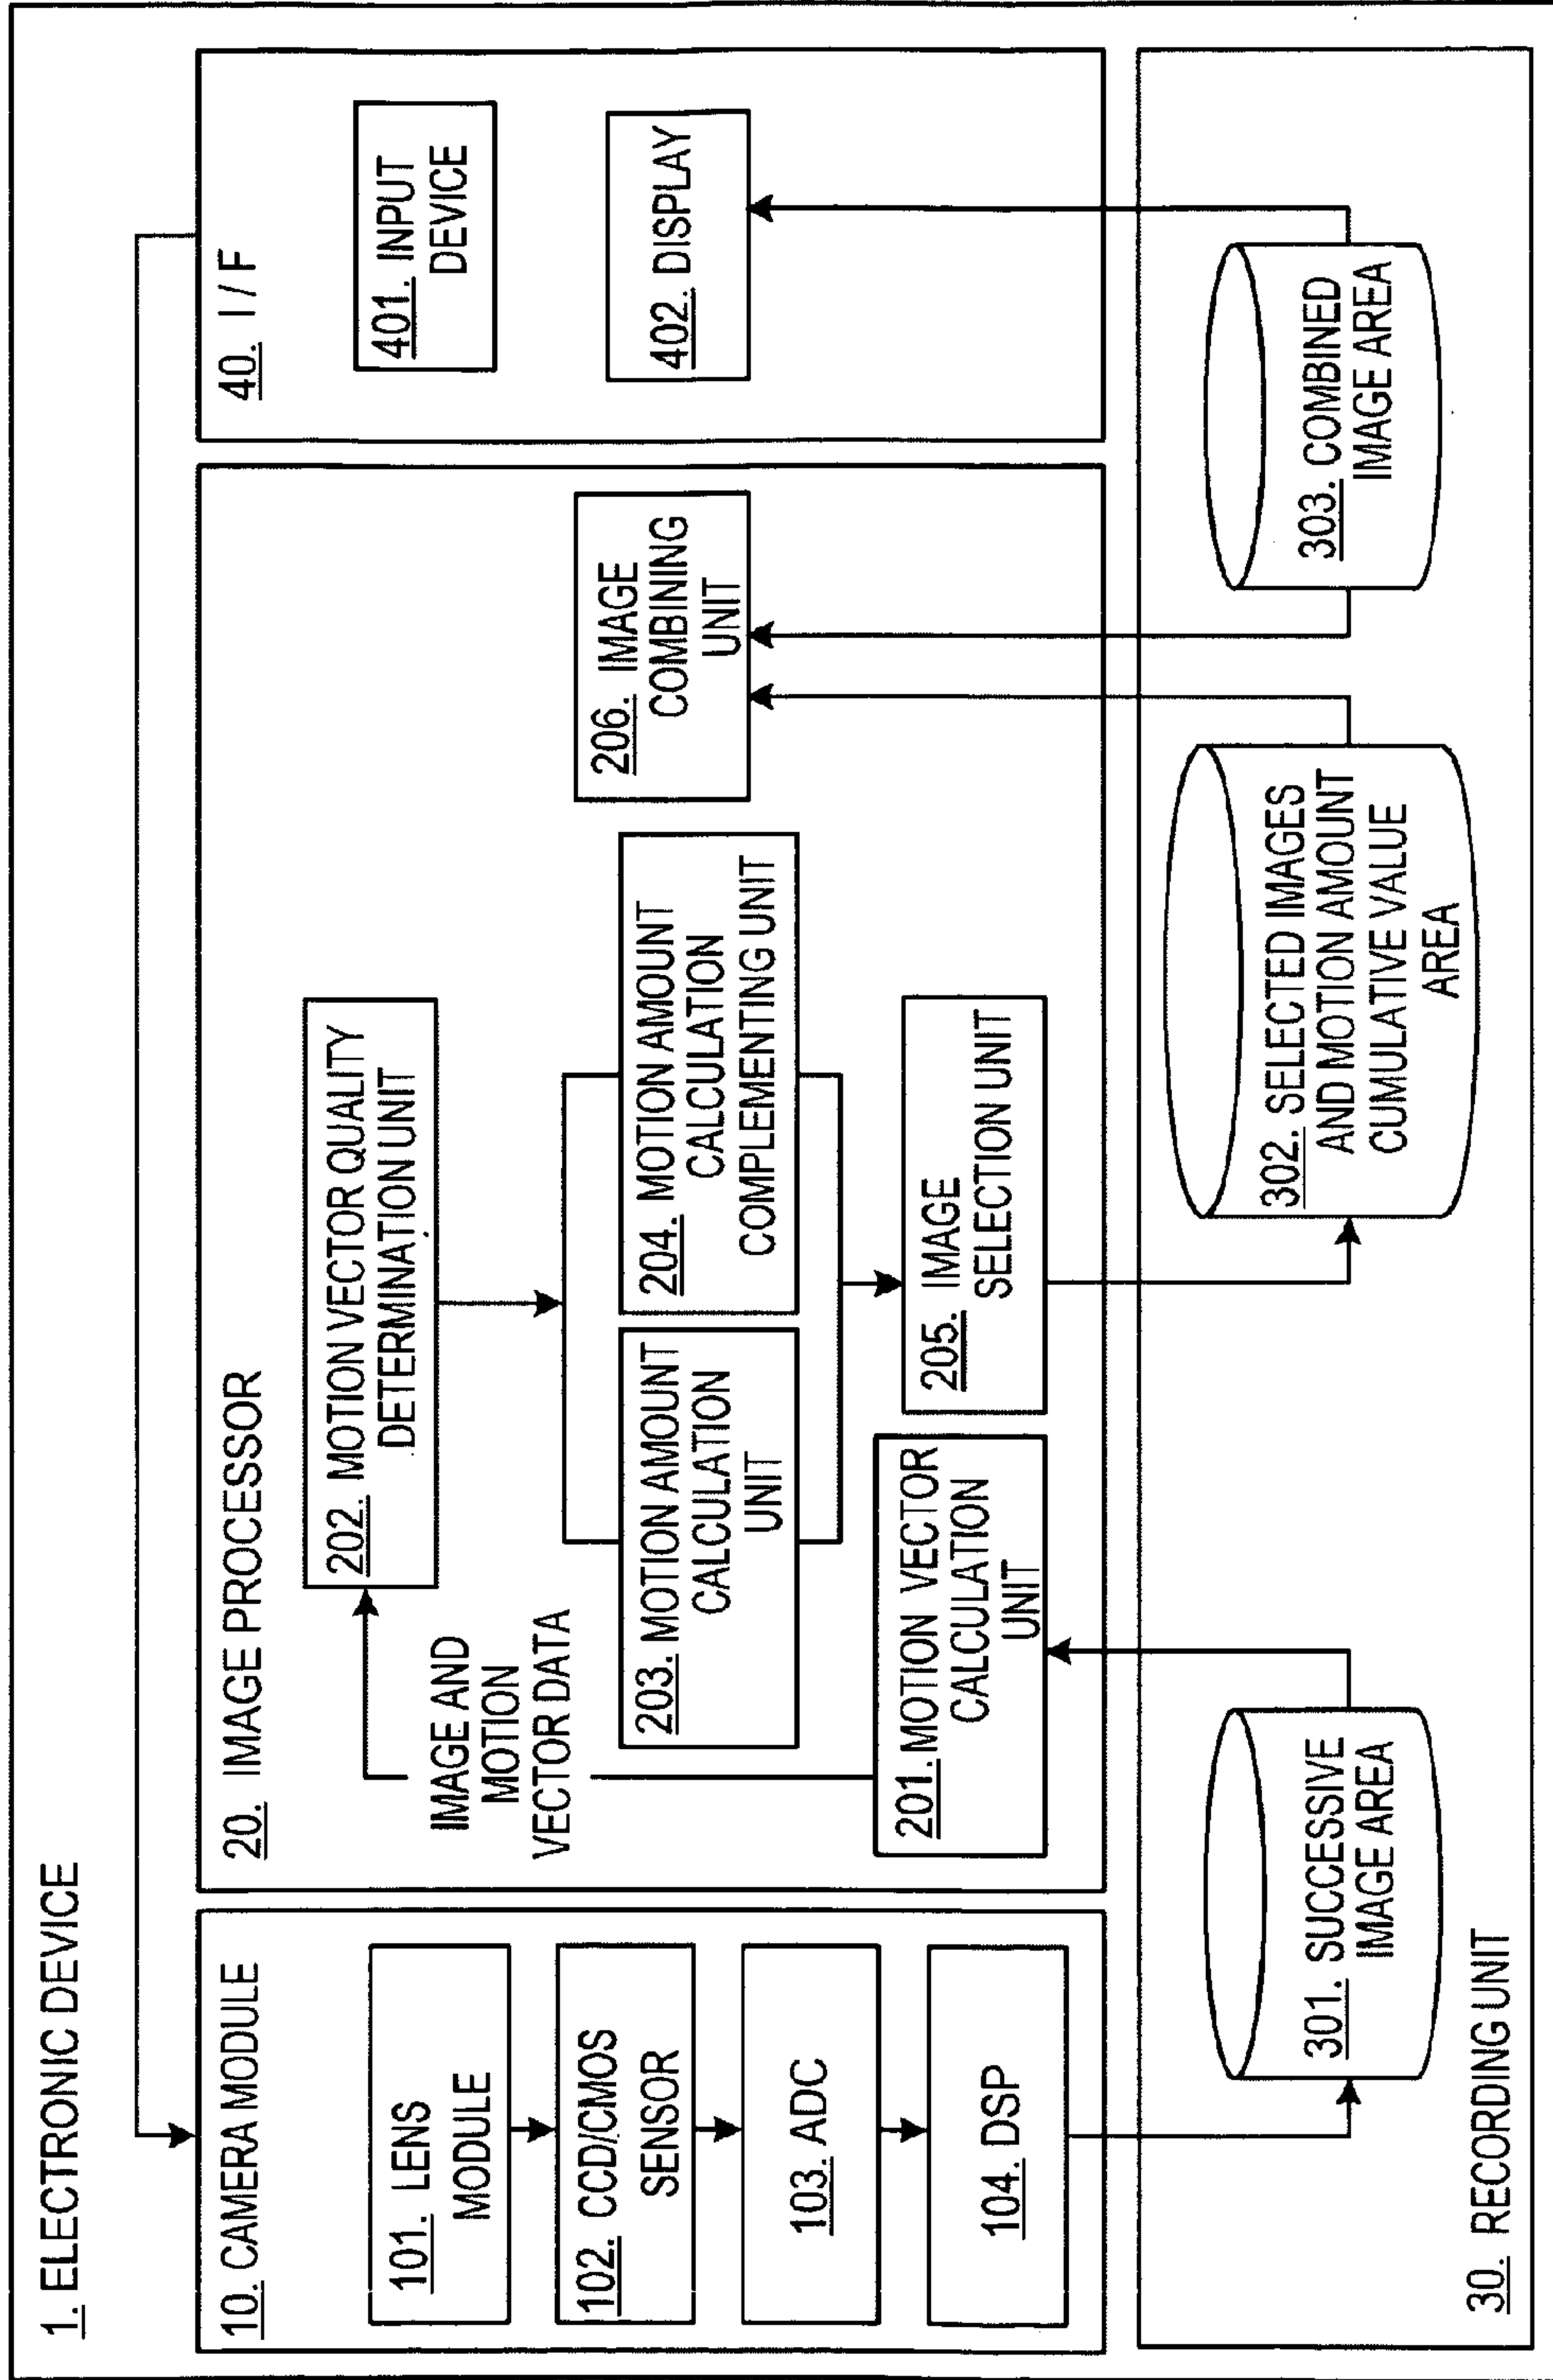 1. ELECTRONIC DEVICE
10. CAMERA MODULE
101. LENS
MODULE
102. CCD/CMOS
SENSOR
103. ADC
104. DSP
20. IMAGE PROCESSOR
202. MOTION VECTOR QUALITY
DETERMINATION UNIT
IMAGE AND
MOTION
VECTOR DATA
203. MOTION AMOUNT
CALCULATION
UNIT
204. MOTION AMOUNT
CALCULATION
COMPLEMENTING UNIT
201. MOTION VECTOR
CALCULATION
UNIT
205. IMAGE
SELECTION UNIT
206. IMAGE
COMBINING
UNIT
40. I / F
401. INPUT
DEVICE
402. DISPLAY
301. SUCCESSIVE
IMAGE AREA
302. SELECTED IMAGES
AND MOTION AMOUNT
CUMULATIVE VALUE
AREA
303. COMBINED
IMAGE AREA
30. RECORDING UNIT